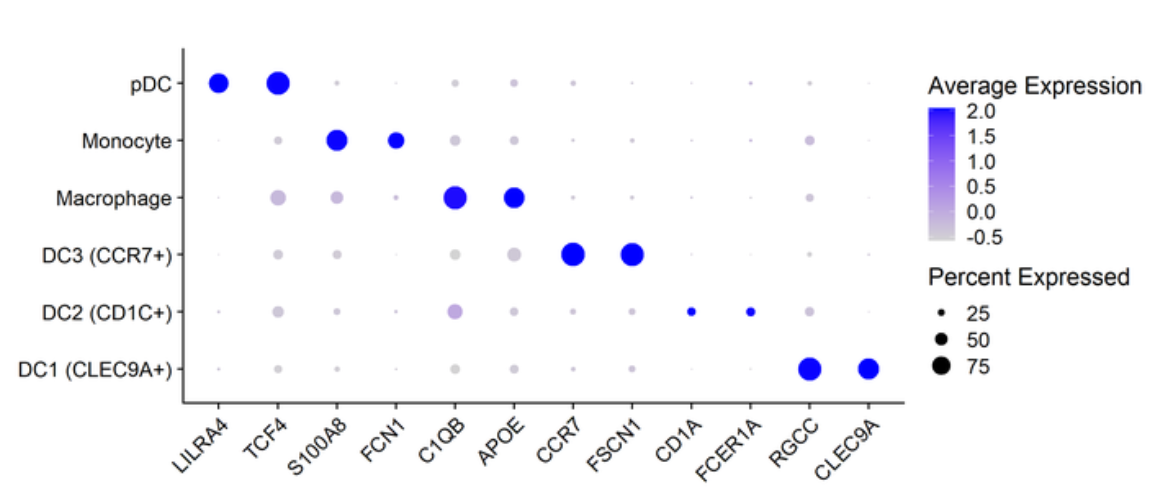 pDC
Monocyte
Macrophage
DC3 (CCR7+)
DC2 (CD1C+)
DC1 (CLEC9A+)
LILRA4
TCF4
S100A8
FCN1
C1QB
APOE
CCR7
FSCN1
CD1A
FCER1A
RGCC
CLEC9A
Average Expression
2.0
1.5
1.0
0.5
0.0
-0.5
Percent Expressed
25
50
75